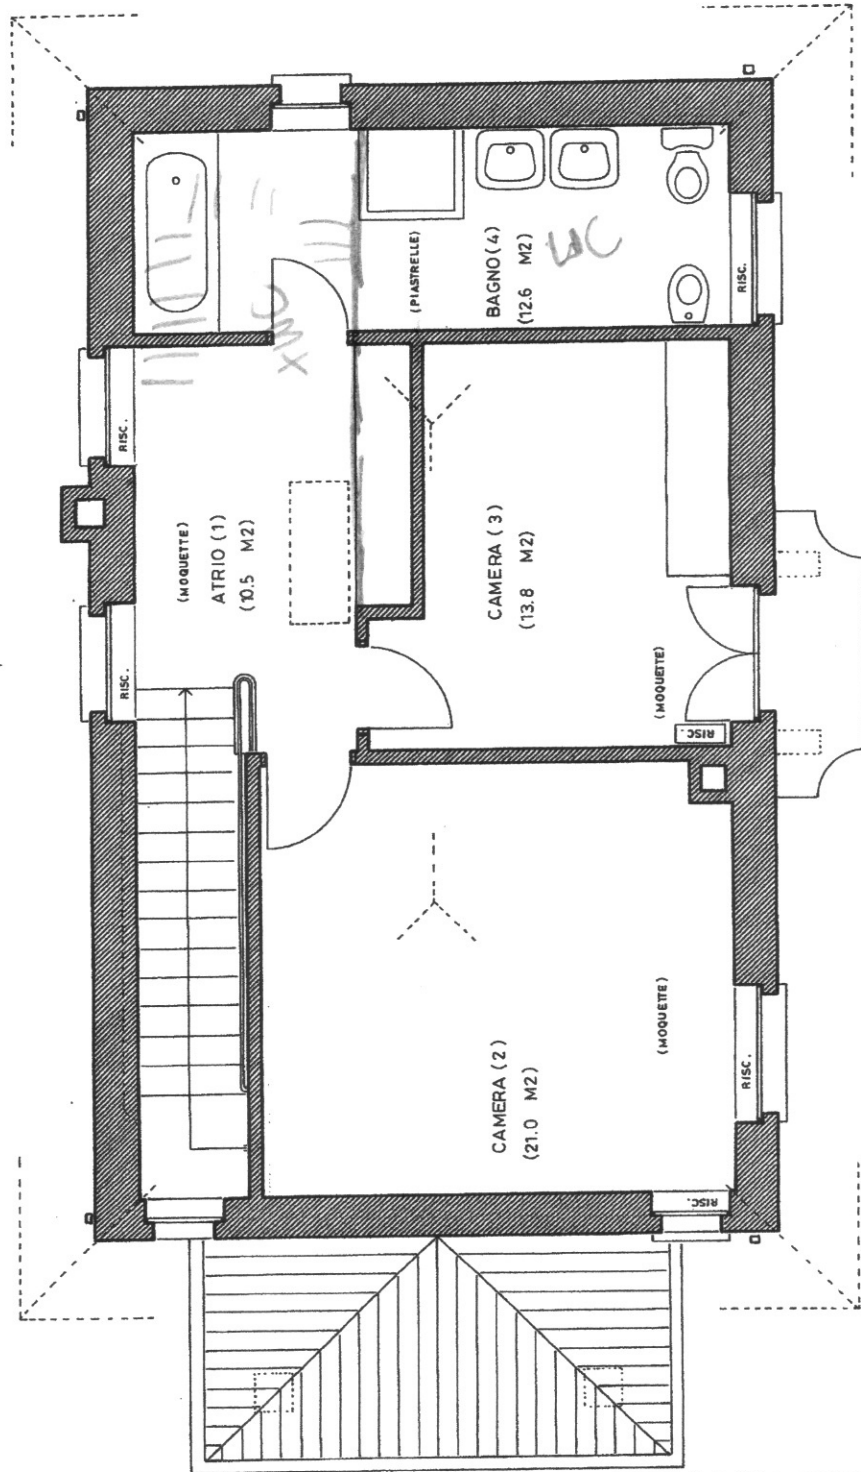 (PIASTRELLE)
BAGNO(4)
(12.6 M2)
WC
RISC.
RISC.
(MOQUETTE)
ATRIO (1)
(10.5 M2)
RISC.
CAMERA (3)
(13.8 M2)
(MOQUETTE)
RISC.
CAMERA (2)
(21.0 M2)
(MOQUETTE)
RISC.
RISC.